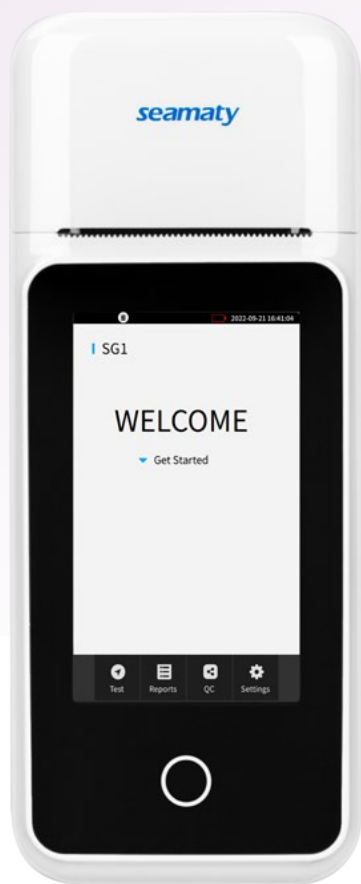 seamaty
2022-09-21 16:41:04
SG1
WELCOME
Get Started
Test Reports QC Settings